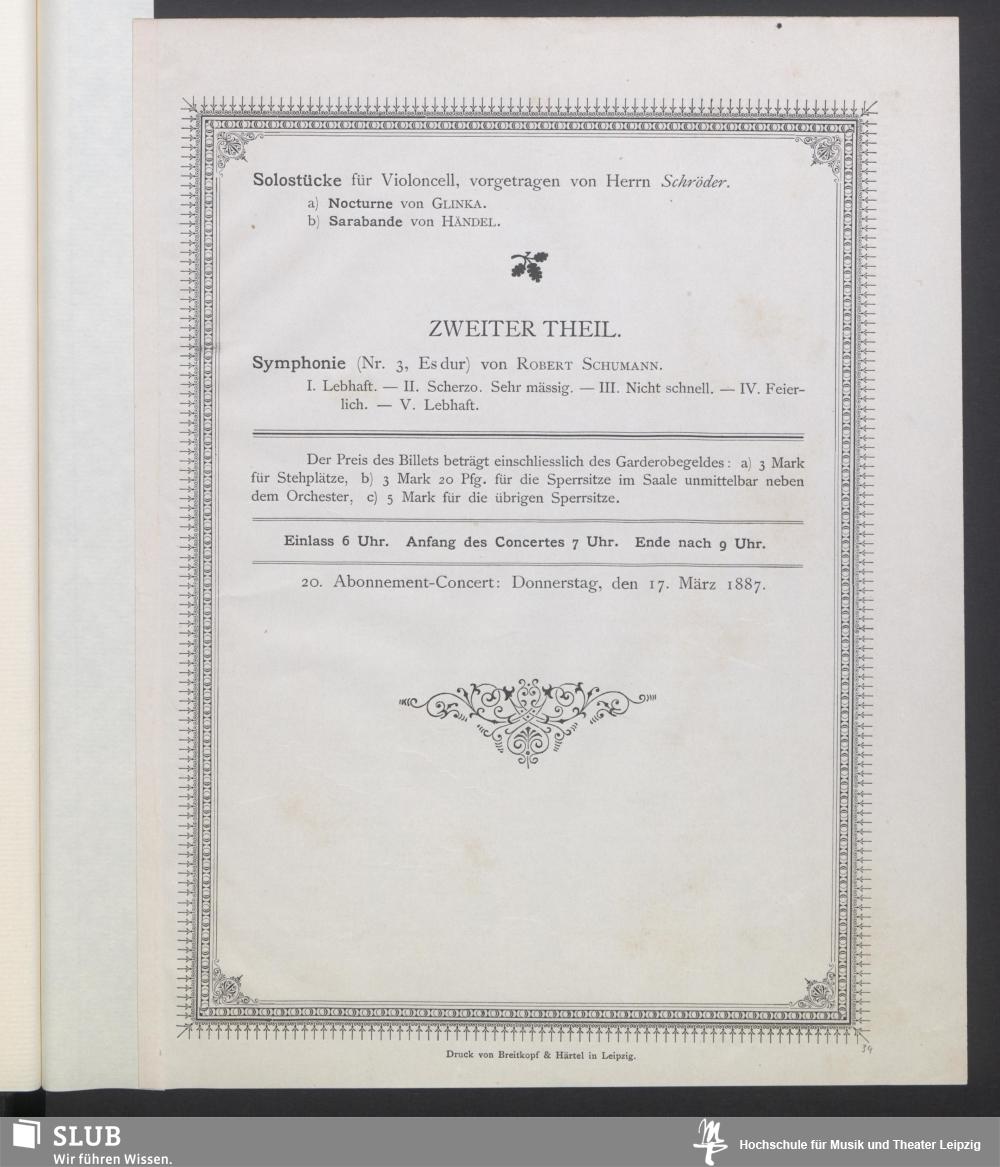 Solostücke für Violoncell, vorgetragen von Herrn Schröder.
a) Nocturne von GLINKA.
b) Sarabande von HÄNDEL.
ZWEITER THEIL.
Symphonie (Nr. 3, Es dur) von ROBERT SCHUMANN.
I. Lebhaft. — II. Scherzo. Sehr mässig. — III. Nicht schnell. — IV. Feier-
lich. — V. Lebhaft.
Der Preis des Billets beträgt einschliesslich des Garderobegeldes: a) 3 Mark
für Stehplätze, b) 3 Mark 20 Pfg. für die Sperrsitze im Saale unmittelbar neben
dem Orchester, c) 5 Mark für die übrigen Sperrsitze.
Einlass 6 Uhr. Anfang des Concertes 7 Uhr. Ende nach 9 Uhr.
20. Abonnement-Concert: Donnerstag, den 17. März 1887.
Druck von Breitkopf & Härtel in Leipzig.
34
SLUB
Wir führen Wissen.
Hochschule für Musik und Theater Leipzig